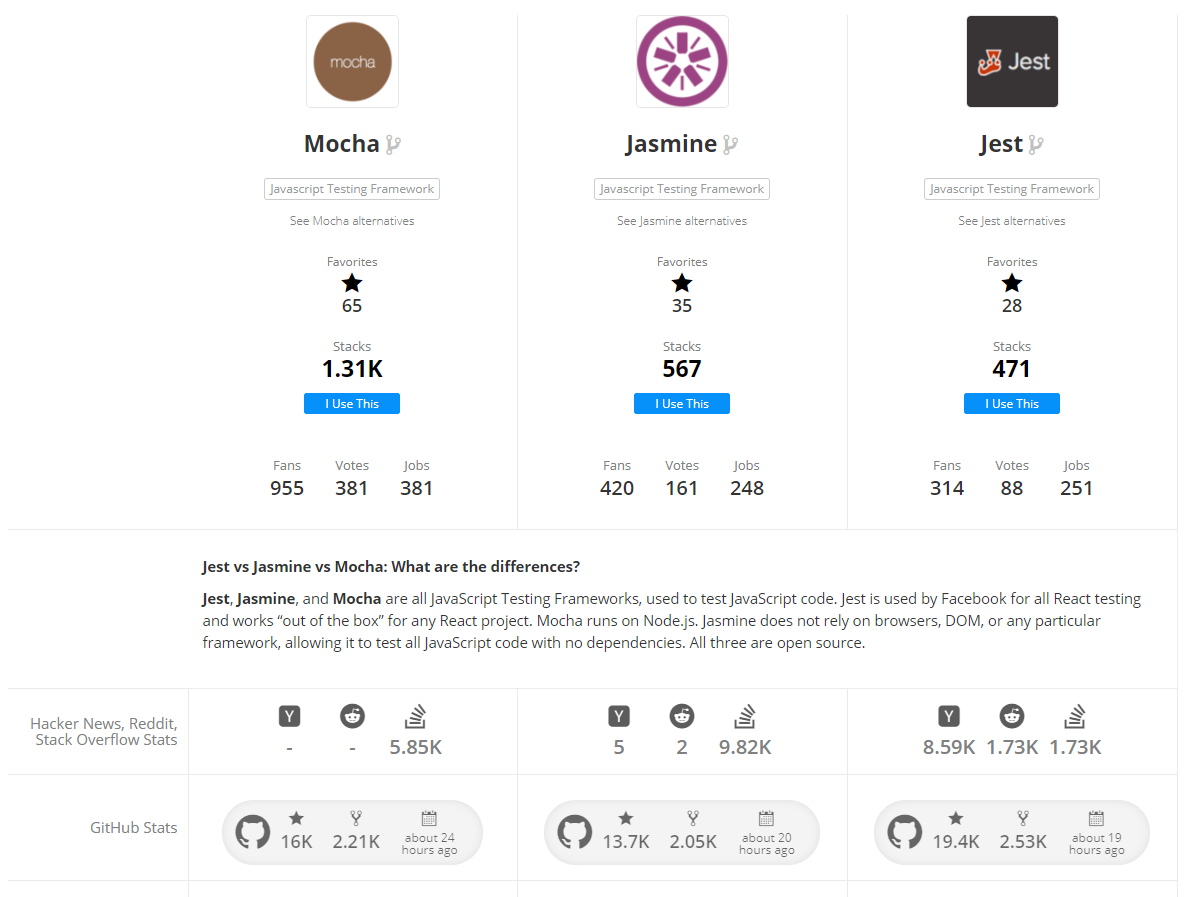 mocha
Jest
Mocha
Jasmine
Jest
Javascript Testing Framework
Javascript Testing Framework
Javascript Testing Framework
See Mocha alternatives
See Jasmine alternatives
See Jest alternatives
Favorites
Favorites
Favorites
65
35
28
Stacks
Stacks
Stacks
1.31K
567
471
I Use This
I Use This
I Use This
Fans Votes Jobs
Fans Votes Jobs
Fans Votes Jobs
955 381 381
420 161 248
314 88 251
Jest vs Jasmine vs Mocha: What are the differences?
Jest, Jasmine, and Mocha are all JavaScript Testing Frameworks, used to test JavaScript code. Jest is used by Facebook for all React testing
and works “out of the box” for any React project. Mocha runs on Node.js. Jasmine does not rely on browsers, DOM, or any particular
framework, allowing it to test all JavaScript code with no dependencies. All three are open source.
Hacker News, Reddit,
Stack Overflow Stats
Y
Y
Y
- - 5.85K
5 2 9.82K
8.59K 1.73K 1.73K
GitHub Stats
16K 2.21K about 24
hours ago
13.7K 2.05K about 20
hours ago
19.4K 2.53K about 19
hours ago